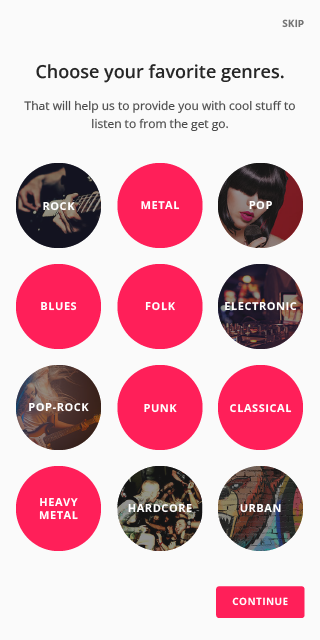 SKIP
Choose your favorite genres.
That will help us to provide you with cool stuff to
listen to from the get go.
ROCK
METAL
POP
BLUES
FOLK
ELECTRONIC
POP-ROCK
PUNK
CLASSICAL
HEAVY
METAL
HARDCORE
URBAN
CONTINUE